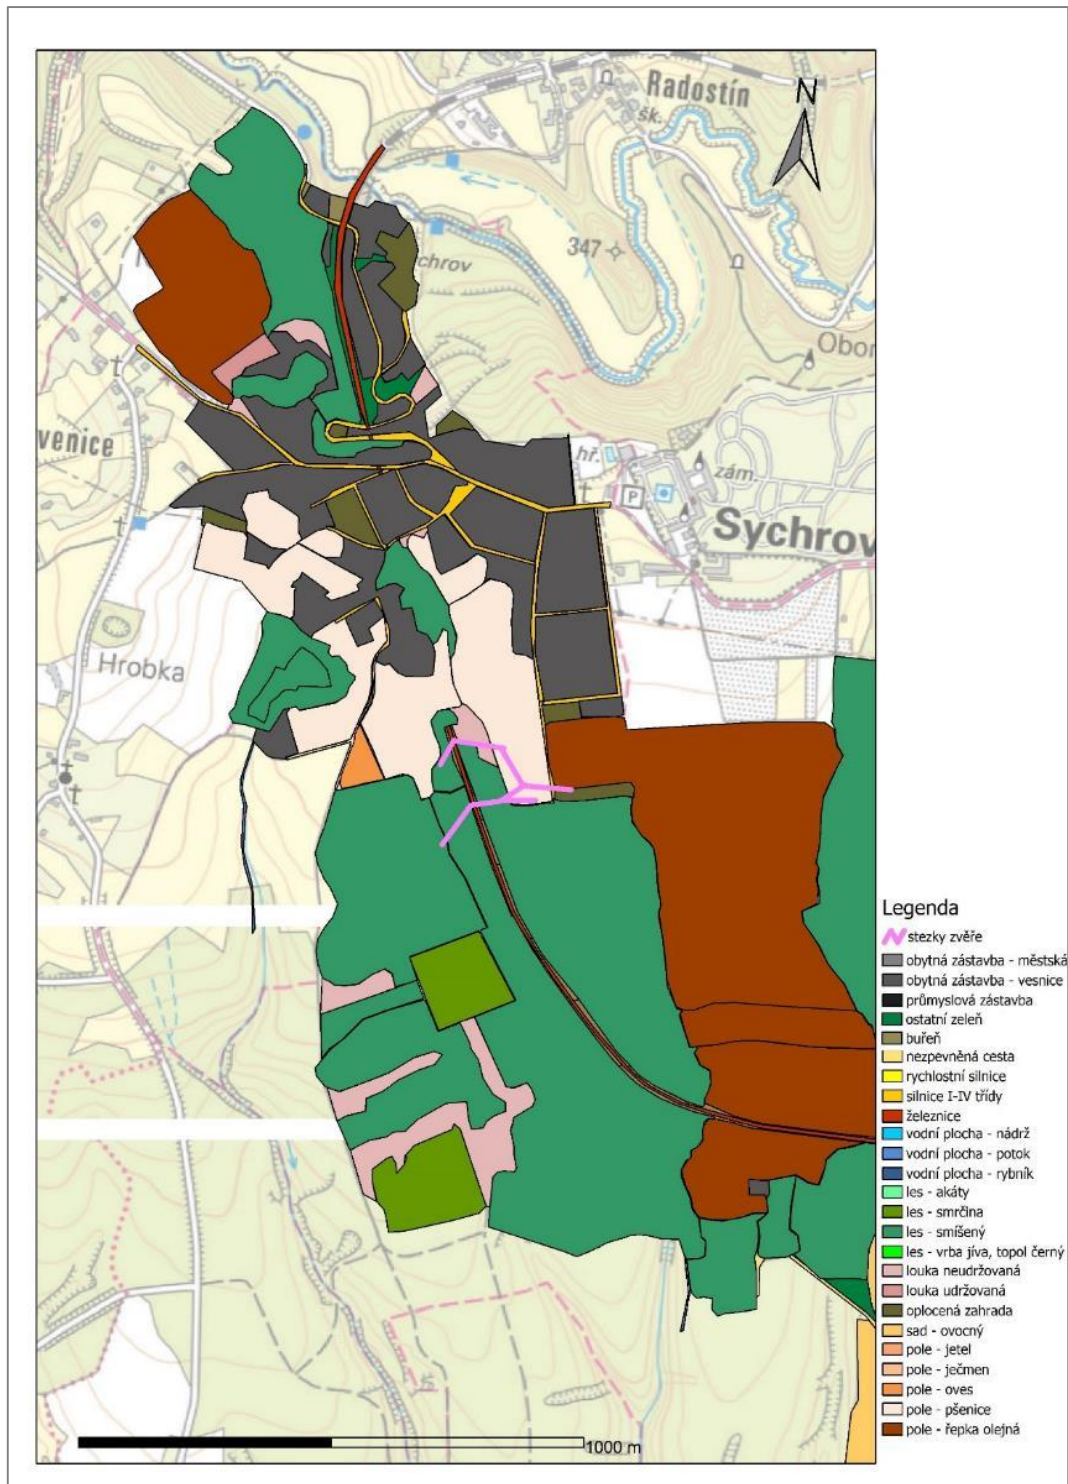 Radostín
šk.
N
347
chrov
Obor
venice
hř.
zám.
P
Sychrov
Hrobka
Legenda
stezky zvěře
obytná zástavba - městská
obytná zástavba - vesnice
průmyslová zástavba
ostatní zeleň
buřeň
nezpevněná cesta
rychlostní silnice
silnice I-IV třídy
železnice
vodní plocha - nádrž
vodní plocha - potok
vodní plocha - rybník
les - akáty
les - smrčina
les - smíšený
les - vrba jíva, topol černý
louka neudržovaná
louka udržovaná
oplocená zahrada
sad - ovocný
pole - jetel
pole - ječmen
pole - oves
pole - pšenice
pole - řepka olejná
1000 m